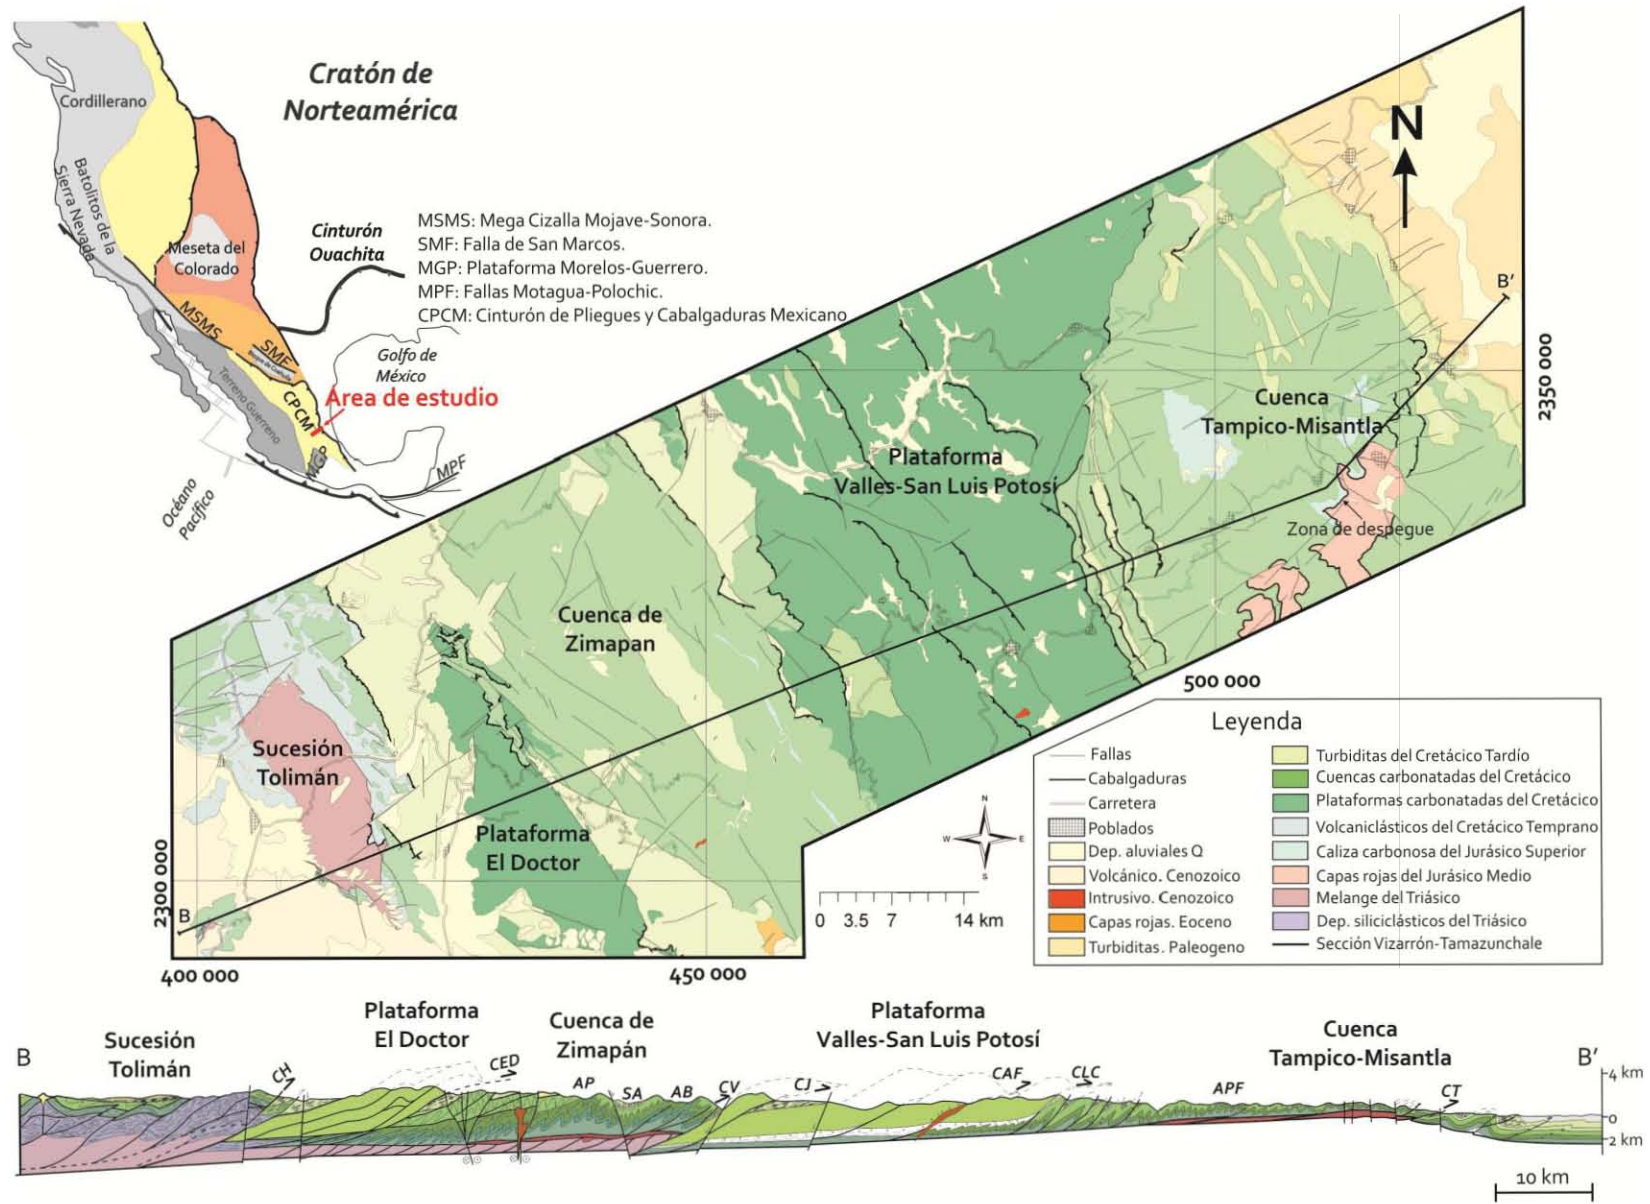 Cratón de
Norteamérica
Cordillerano
Batolitos de la
Sierra Nevada
Meseta del
Colorado
Cinturón
Ouachita
MSMS: Mega Cizalla Mojave-Sonora.
SMF: Falla de San Marcos.
MGP: Plataforma Morelos-Guerrero.
MPF: Fallas Motagua-Polochic.
CPCM: Cinturón de Pliegues y Cabalgaduras Mexicano
MSMS
SMF
Golfo de
México
Terreno Guerrero
CPCM
Área de estudio
MGP
MPF
Océano
Pacífico
N
B'
2350 000
Cuenca
Tampico-Misantla
Plataforma
Valles-San Luis Potosí
Zona de despegue
Cuenca de
Zimapan
Sucesión
Tolimán
Plataforma
El Doctor
2300 000
B
400 000
450 000
500 000
N
W
E
S
0 3.5 7 14 km
Leyenda
Fallas
Cabalgaduras
Carretera
Poblados
Dep. aluviales Q
Volcánico. Cenozoico
Intrusivo. Cenozoico
Capas rojas. Eoceno
Turbiditas. Paleogeno
Turbiditas del Cretácico Tardío
Cuencas carbonatadas del Cretácico
Plataformas carbonatadas del Cretácico
Volcaniclásticos del Cretácico Temprano
Caliza carbonosa del Jurásico Superior
Capas rojas del Jurásico Medio
Melange del Triásico
Dep. siliciclásticos del Triásico
Sección Vizarrón-Tamazunchale
B
Sucesión
Tolimán
Plataforma
El Doctor
Cuenca de
Zimapán
Plataforma
Valles-San Luis Potosí
Cuenca
Tampico-Misantla
B'
CH
CED
AP
SA
AB
CV
CJ
CAF
CLC
APF
CT
4 km
0
2 km
10 km